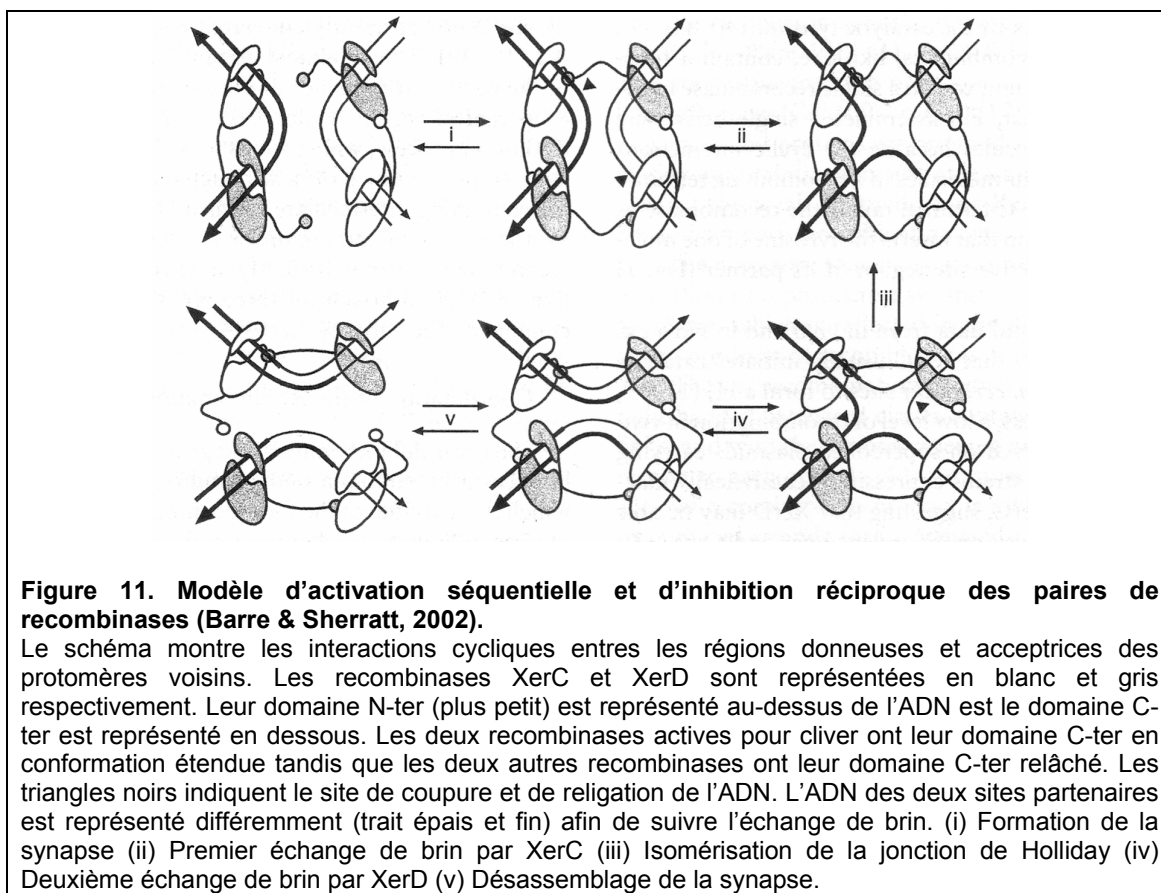 i
ii
iii
v
iv
Figure 11. Modèle d’activation séquentielle et d’inhibition réciproque des paires de
recombinases (Barre & Sherratt, 2002).
Le schéma montre les interactions cycliques entres les régions donneuses et acceptrices des
protomères voisins. Les recombinases XerC et XerD sont représentées en blanc et gris
respectivement. Leur domaine N-ter (plus petit) est représenté au-dessus de l’ADN est le domaine C-
ter est représenté en dessous. Les deux recombinases actives pour cliver ont leur domaine C-ter en
conformation étendue tandis que les deux autres recombinases ont leur domaine C-ter relâché. Les
triangles noirs indiquent le site de coupure et de religation de l’ADN. L’ADN des deux sites partenaires
est représenté différemment (trait épais et fin) afin de suivre l’échange de brin. (i) Formation de la
synapse (ii) Premier échange de brin par XerC (iii) Isomérisation de la jonction de Holliday (iv)
Deuxième échange de brin par XerD (v) Désassemblage de la synapse.